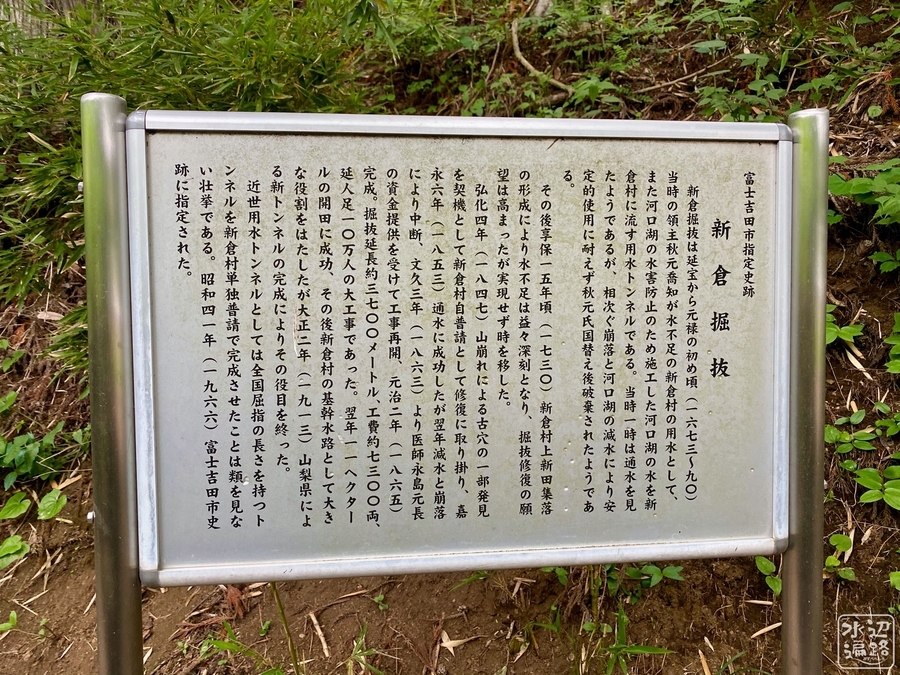 富士吉田市指定史跡
新倉掘抜
新倉掘抜は延宝から元禄の初め頃（一六七三〜九〇）
当時の領主秋元喬知が水不足の新倉村の用水として、
また河口湖の水害防止のため施工した河口湖の水を新
倉村に流す用水トンネルである。当時一時は通水を見
たようであるが、相次ぐ崩落と河口湖の減水により安
定的使用に耐えず秋元氏国替え後破棄されたようであ
る。
その後享保一五年頃（一七三〇）新倉村上新田集落
の形成により水不足は益々深刻となり、掘抜修復の願
望は高まったが実現せず時を移した。
弘化四年（一八四七）山崩れによる古穴の一部発見
を契機として新倉村自普請として修復に取り掛り、嘉
永六年（一八五三）通水に成功したが翌年減水と崩落
により中断、文久三年（一八六三）より医師永島元長
の資金提供を受けて工事再開、元治二年（一八六五）
完成。掘抜延長約三七〇〇メートル、工費約七三〇〇両、
延人足一〇万人の大工事であった。翌年一一ヘクター
ルの開田に成功、その後新倉村の基幹水路として大き
な役割をはたしたが大正二年（一九一三）山梨県によ
る新トンネルの完成によりその役目を終った。
近世用水トンネルとしては全国屈指の長さを持つト
ンネルを新倉村単独普請で完成させたことは類を見な
い壮挙である。昭和四一年（一九六六）富士吉田市史
跡に指定された。
水辺遍路